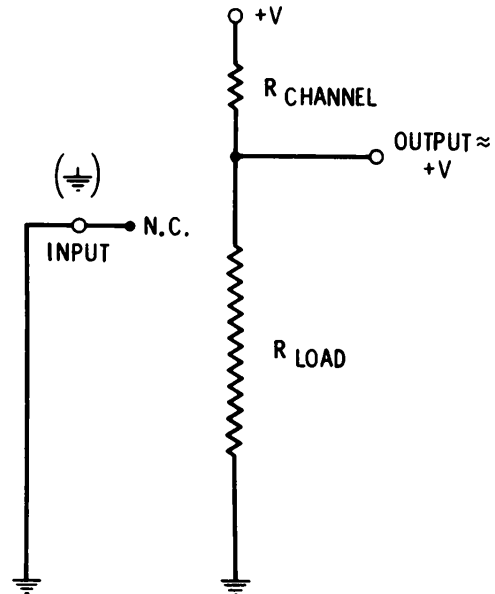 +V
R CHANNEL
OUTPUT ≈
+V
N.C.
INPUT
R LOAD